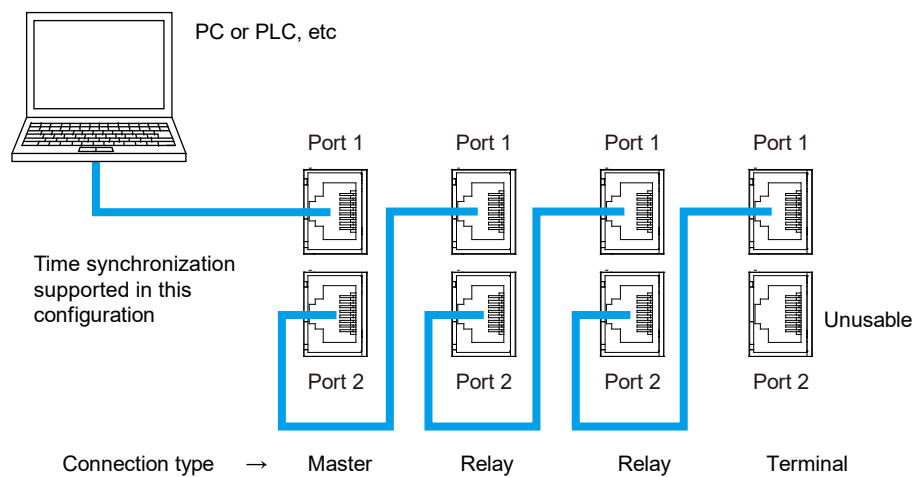 PC or PLC, etc
Port 1 Port 1 Port 1 Port 1
Time synchronization
supported in this
configuration
Unusable
Port 2 Port 2 Port 2 Port 2
Connection type → Master Relay Relay Terminal